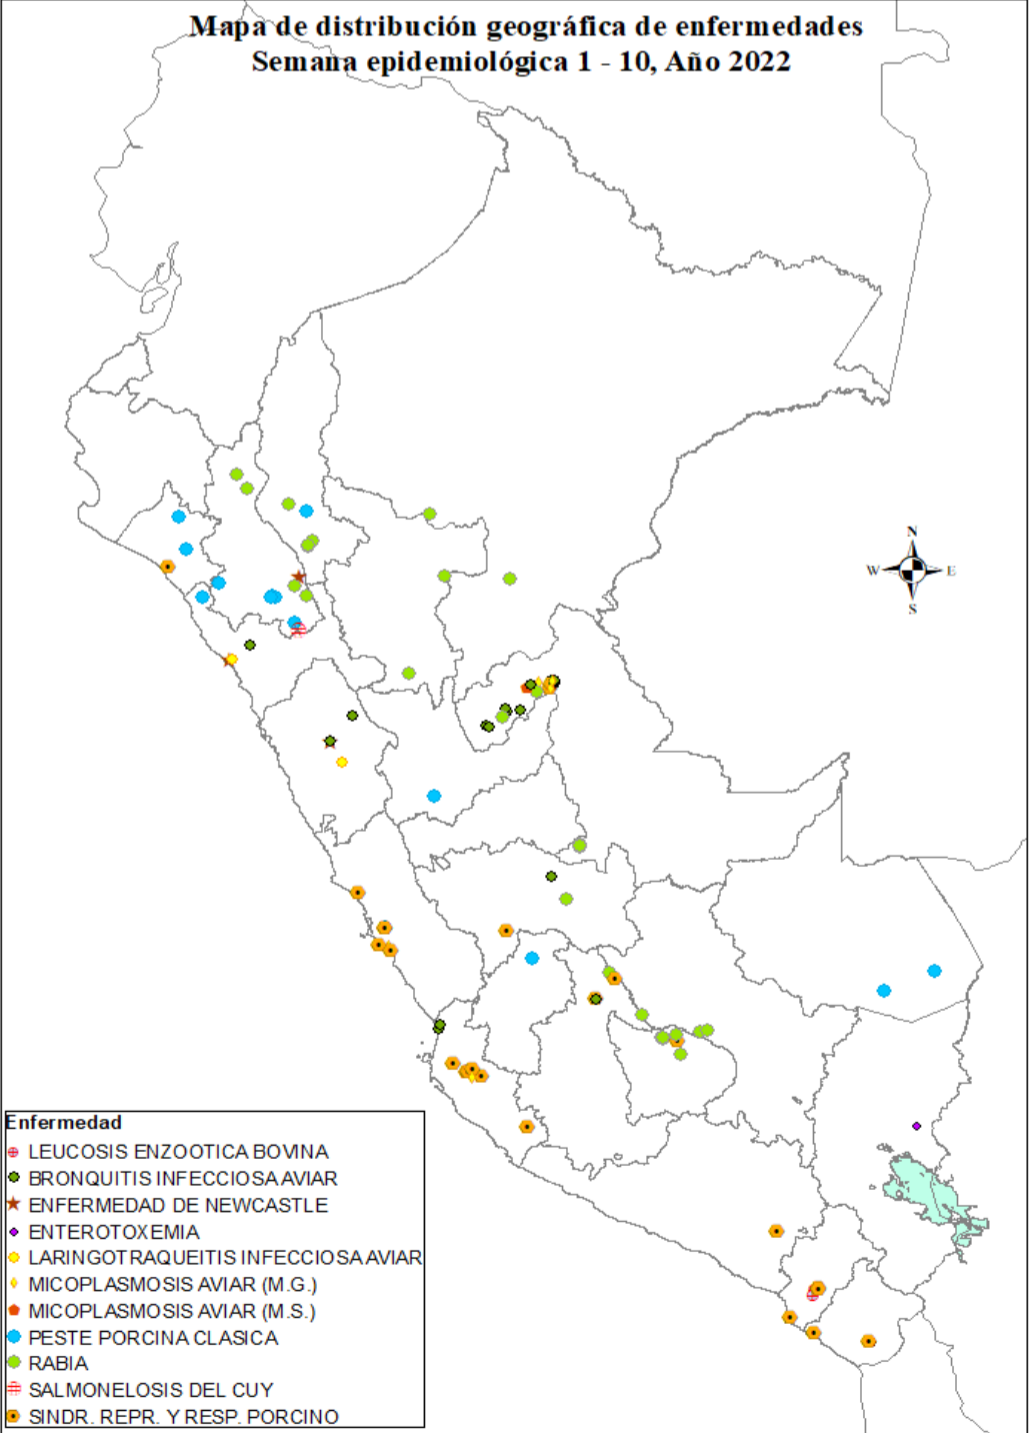 Mapa de distribución geográfica de enfermedades
Semana epidemiológica 1 - 10, Año 2022
N
W E
S
Enfermedad
LEUCOSIS ENZOOTICA BOVINA
BRONQUITIS INFECCIOSA AVIAR
ENFERMEDAD DE NEWCASTLE
ENTEROTOXEMIA
LARINGOTRAQUEITIS INFECCIOSA AVIAR
MICOPLASMOSIS AVIAR (M.G.)
MICOPLASMOSIS AVIAR (M.S.)
PESTE PORCINA CLASICA
RABIA
SALMONELOSIS DEL CUY
SINDR. REPR. Y RESP. PORCINO